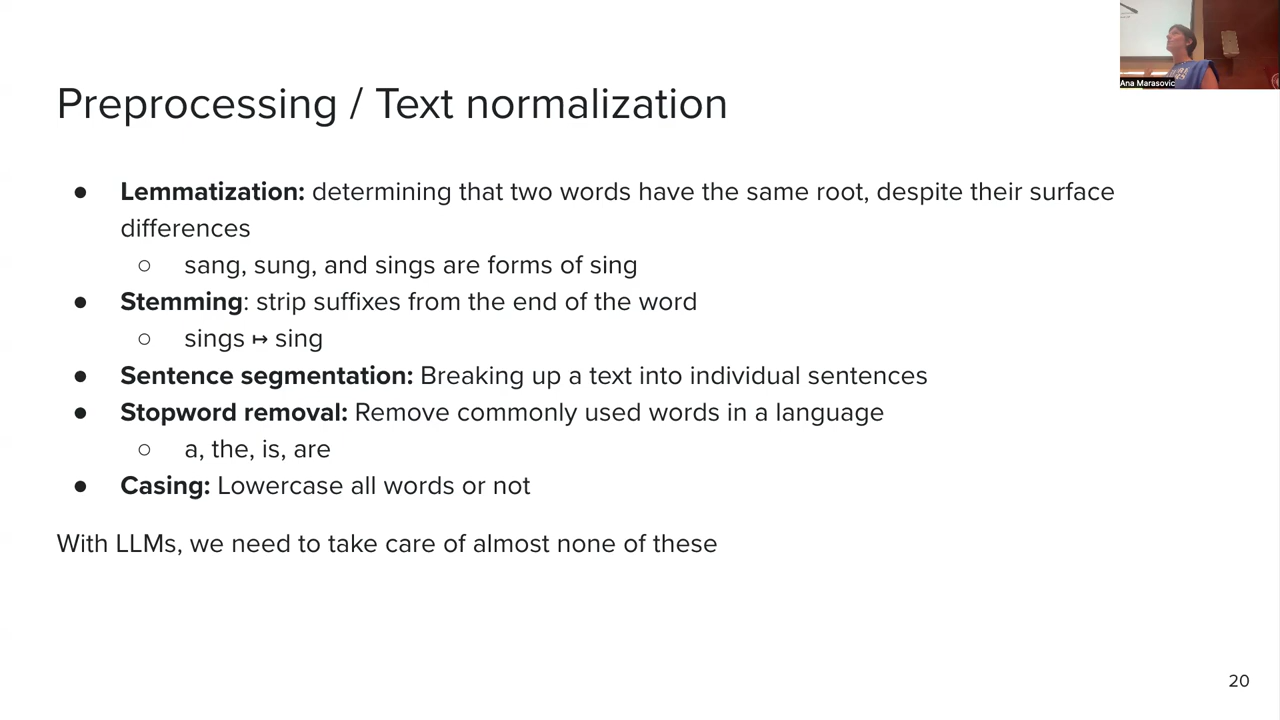 Ana Marasovic
Preprocessing / Text normalization
● Lemmatization: determining that two words have the same root, despite their surface
differences
○ sang, sung, and sings are forms of sing
● Stemming: strip suffixes from the end of the word
○ sings ↦ sing
● Sentence segmentation: Breaking up a text into individual sentences
● Stopword removal: Remove commonly used words in a language
○ a, the, is, are
● Casing: Lowercase all words or not
With LLMs, we need to take care of almost none of these
20